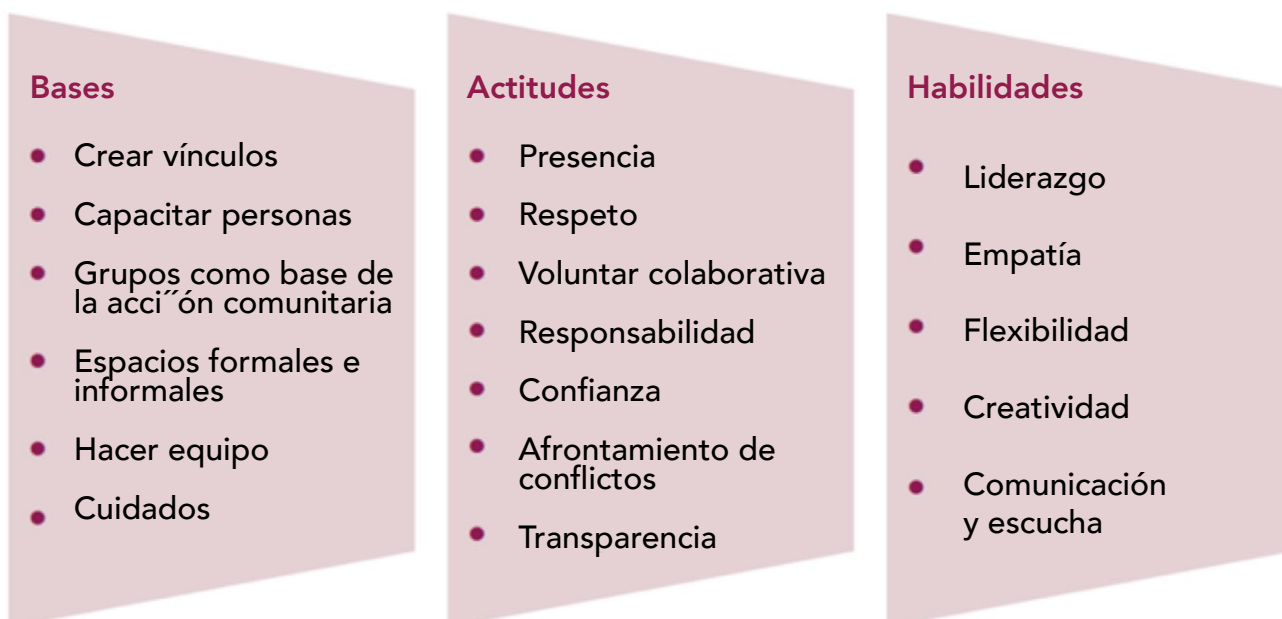 Bases
Crear vínculos
Capacitar personas
Grupos como base de
la acci´´ón comunitaria
Espacios formales e
informales
Hacer equipo
Cuidados
Actitudes
Presencia
Respeto
Voluntar colaborativa
Responsabilidad
Confianza
Afrontamiento de
conflictos
Transparencia
Habilidades
Liderazgo
Empatía
Flexibilidad
Creatividad
Comunicación
y escucha